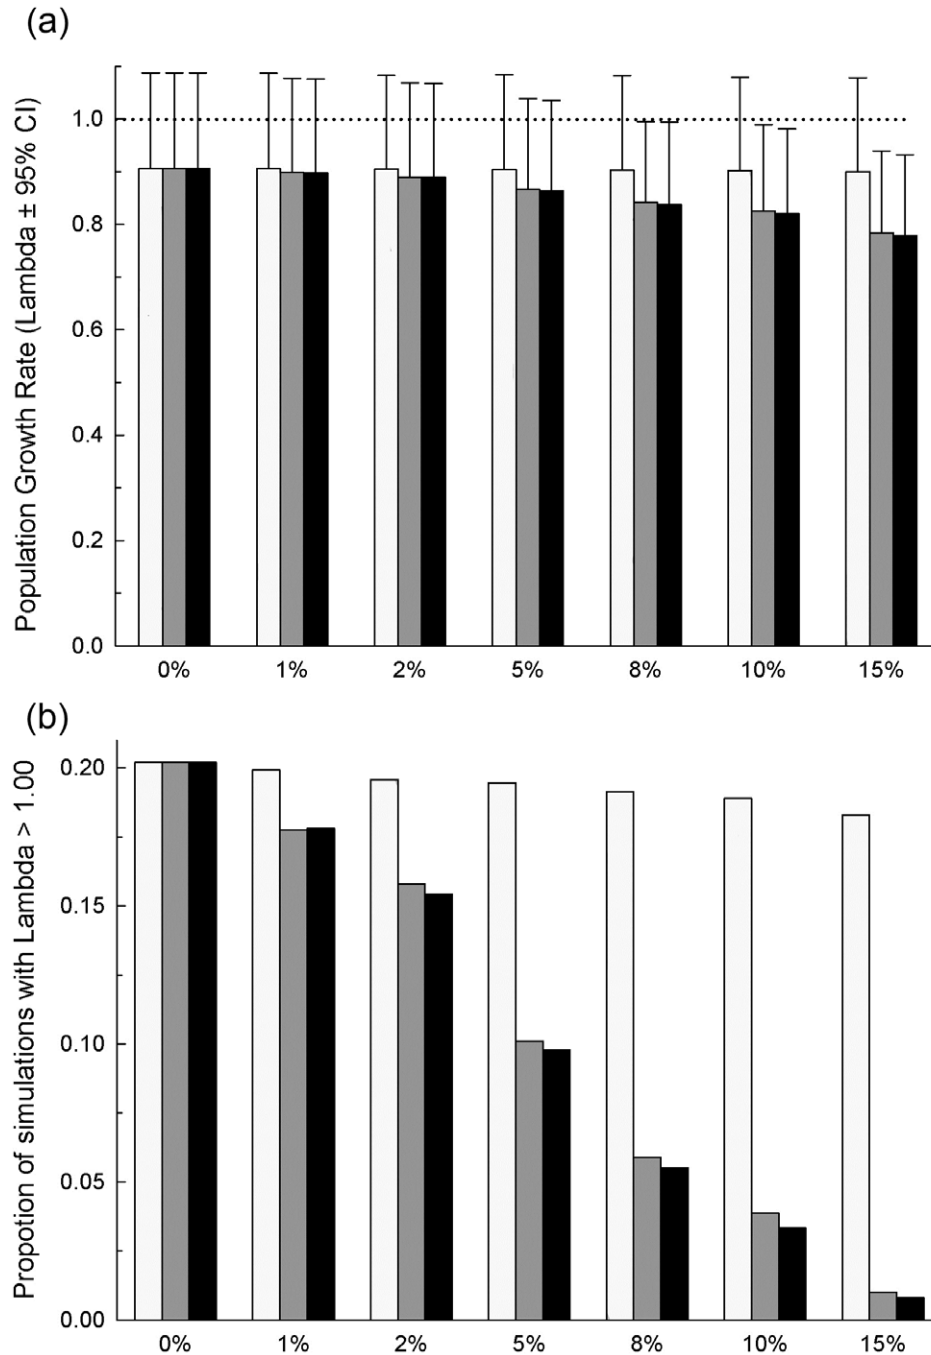 (a)
Population Growth Rate (Lambda ± 95% CI)
1.0
0.8
0.6
0.4
0.2
0.0
0% 1% 2% 5% 8% 10% 15%
(b)
Propotion of simulations with Lambda > 1.00
0.20
0.15
0.10
0.05
0.00
0% 1% 2% 5% 8% 10% 15%